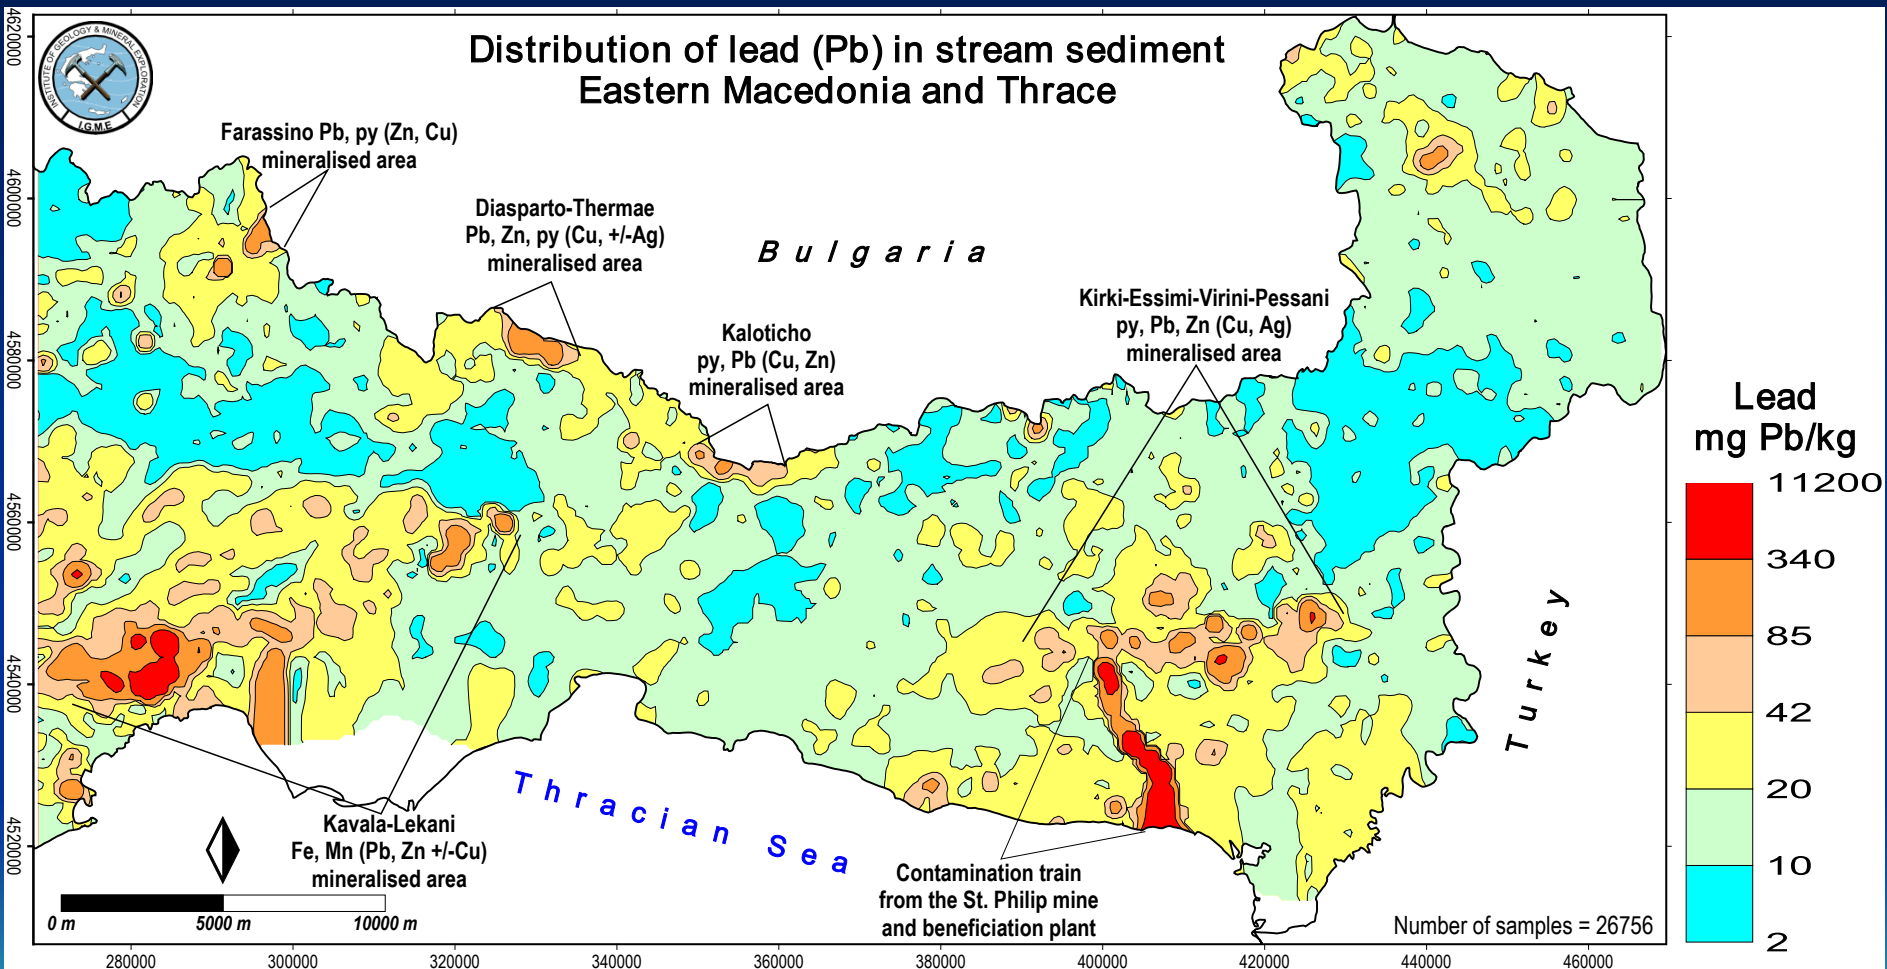 Distribution of lead (Pb) in stream sediment
Eastern Macedonia and Thrace
INSTITUTE OF GEOLOGY & MINERAL EXPLORATION
I.G.M.E
Farassino Pb, py (Zn, Cu)
mineralised area
Diasparto-Thermae
Pb, Zn, py (Cu, +/-Ag)
mineralised area
Bulgaria
Kaloticho
py, Pb (Cu, Zn)
mineralised area
Kirki-Essimi-Virini-Pessani
py, Pb, Zn (Cu, Ag)
mineralised area
Turkey
Thracian Sea
Kavala-Lekani
Fe, Mn (Pb, Zn +/-Cu)
mineralised area
Contamination train
from the St. Philip mine
and beneficiation plant
Number of samples = 26756
0 m 5000 m 10000 m
Lead
mg Pb/kg
11200
340
85
42
20
10
2
4620000
4600000
4580000
4560000
4540000
4520000
280000 300000 320000 340000 360000 380000 400000 420000 440000 460000